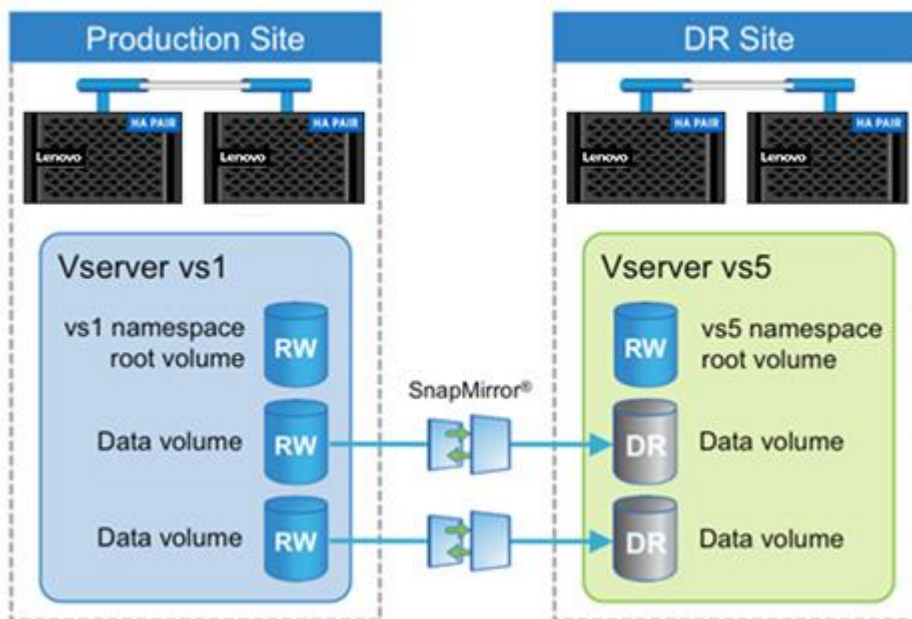 Production Site
DR Site
HA PAIR
HA PAIR
HA PAIR
HA PAIR
Lenovo
Lenovo
Lenovo
Lenovo
Vserver vs1
vs1 namespace
root volume
RW
Data volume
RW
Data volume
RW
SnapMirror®
Vserver vs5
RW
vs5 namespace
root volume
DR
Data volume
DR
Data volume